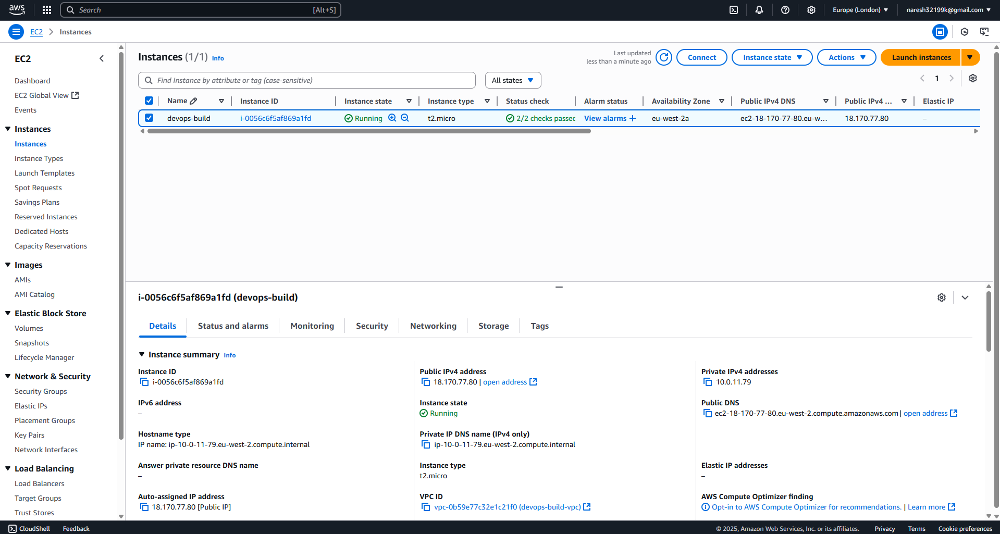 aws
Search [Alt+S]
Europe (London)
naresh32199k@gmail.com
EC2 Instances
EC2
Dashboard
EC2 Global View
Events
Instances
Instances
Instance Types
Launch Templates
Spot Requests
Savings Plans
Reserved Instances
Dedicated Hosts
Capacity Reservations
Images
AMIs
AMI Catalog
Elastic Block Store
Volumes
Snapshots
Lifecycle Manager
Network & Security
Security Groups
Elastic IPs
Placement Groups
Key Pairs
Network Interfaces
Load Balancing
Load Balancers
Target Groups
Trust Stores
Instances (1/1) Info
Last updated
less than a minute ago
Connect
Instance state
Actions
Launch instances
Find Instance by attribute or tag (case-sensitive)
All states
1
Name Instance ID Instance state Instance type Status check Alarm status Availability Zone Public IPv4 DNS Public IPv4 ... Elastic IP
devops-build i-0056c6f5af869a1fd Running t2.micro 2/2 checks passec View alarms + eu-west-2a ec2-18-170-77-80.eu-w... 18.170.77.80 –
i-0056c6f5af869a1fd (devops-build)
Details Status and alarms Monitoring Security Networking Storage Tags
Instance summary Info
Instance ID
i-0056c6f5af869a1fd
IPv6 address
–
Hostname type
IP name: ip-10-0-11-79.eu-west-2.compute.internal
Answer private resource DNS name
–
Auto-assigned IP address
18.170.77.80 [Public IP]
Public IPv4 address
18.170.77.80 | open address
Instance state
Running
Private IP DNS name (IPv4 only)
ip-10-0-11-79.eu-west-2.compute.internal
Instance type
t2.micro
VPC ID
vpc-0b59e77c32e1c21f0 (devops-build-vpc)
Private IPv4 addresses
10.0.11.79
Public DNS
ec2-18-170-77-80.eu-west-2.compute.amazonaws.com | open address
Elastic IP addresses
–
AWS Compute Optimizer finding
Opt-in to AWS Compute Optimizer for recommendations. | Learn more
CloudShell Feedback
© 2025, Amazon Web Services, Inc. or its affiliates. Privacy Terms Cookie preferences